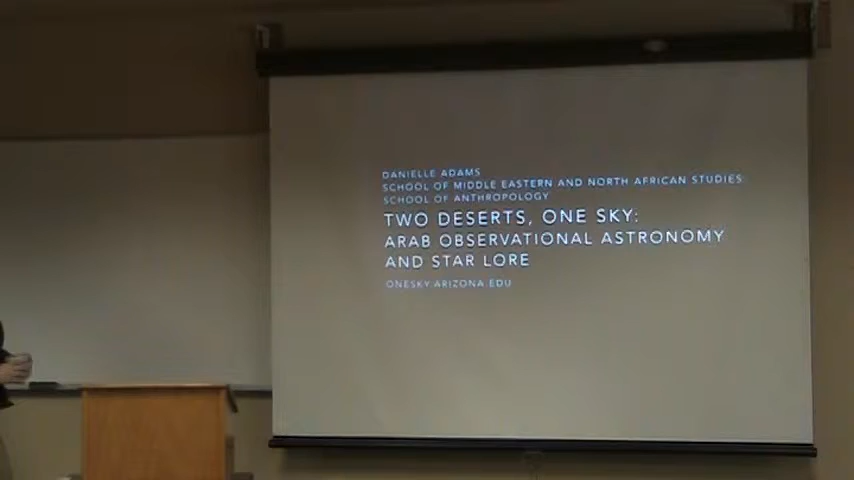 DANIELLE ADAMS
SCHOOL OF MIDDLE EASTERN AND NORTH AFRICAN STUDIES;
SCHOOL OF ANTHROPOLOGY
TWO DESERTS, ONE SKY:
ARAB OBSERVATIONAL ASTRONOMY
AND STAR LORE
ONESKY.ARIZONA.EDU